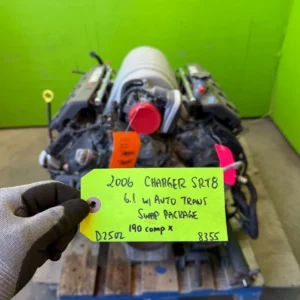 2006 CHARGER SRT8
6.1 w/ AUTO TRANS
SWAP PACKAGE
190 comp x
D2502 8355